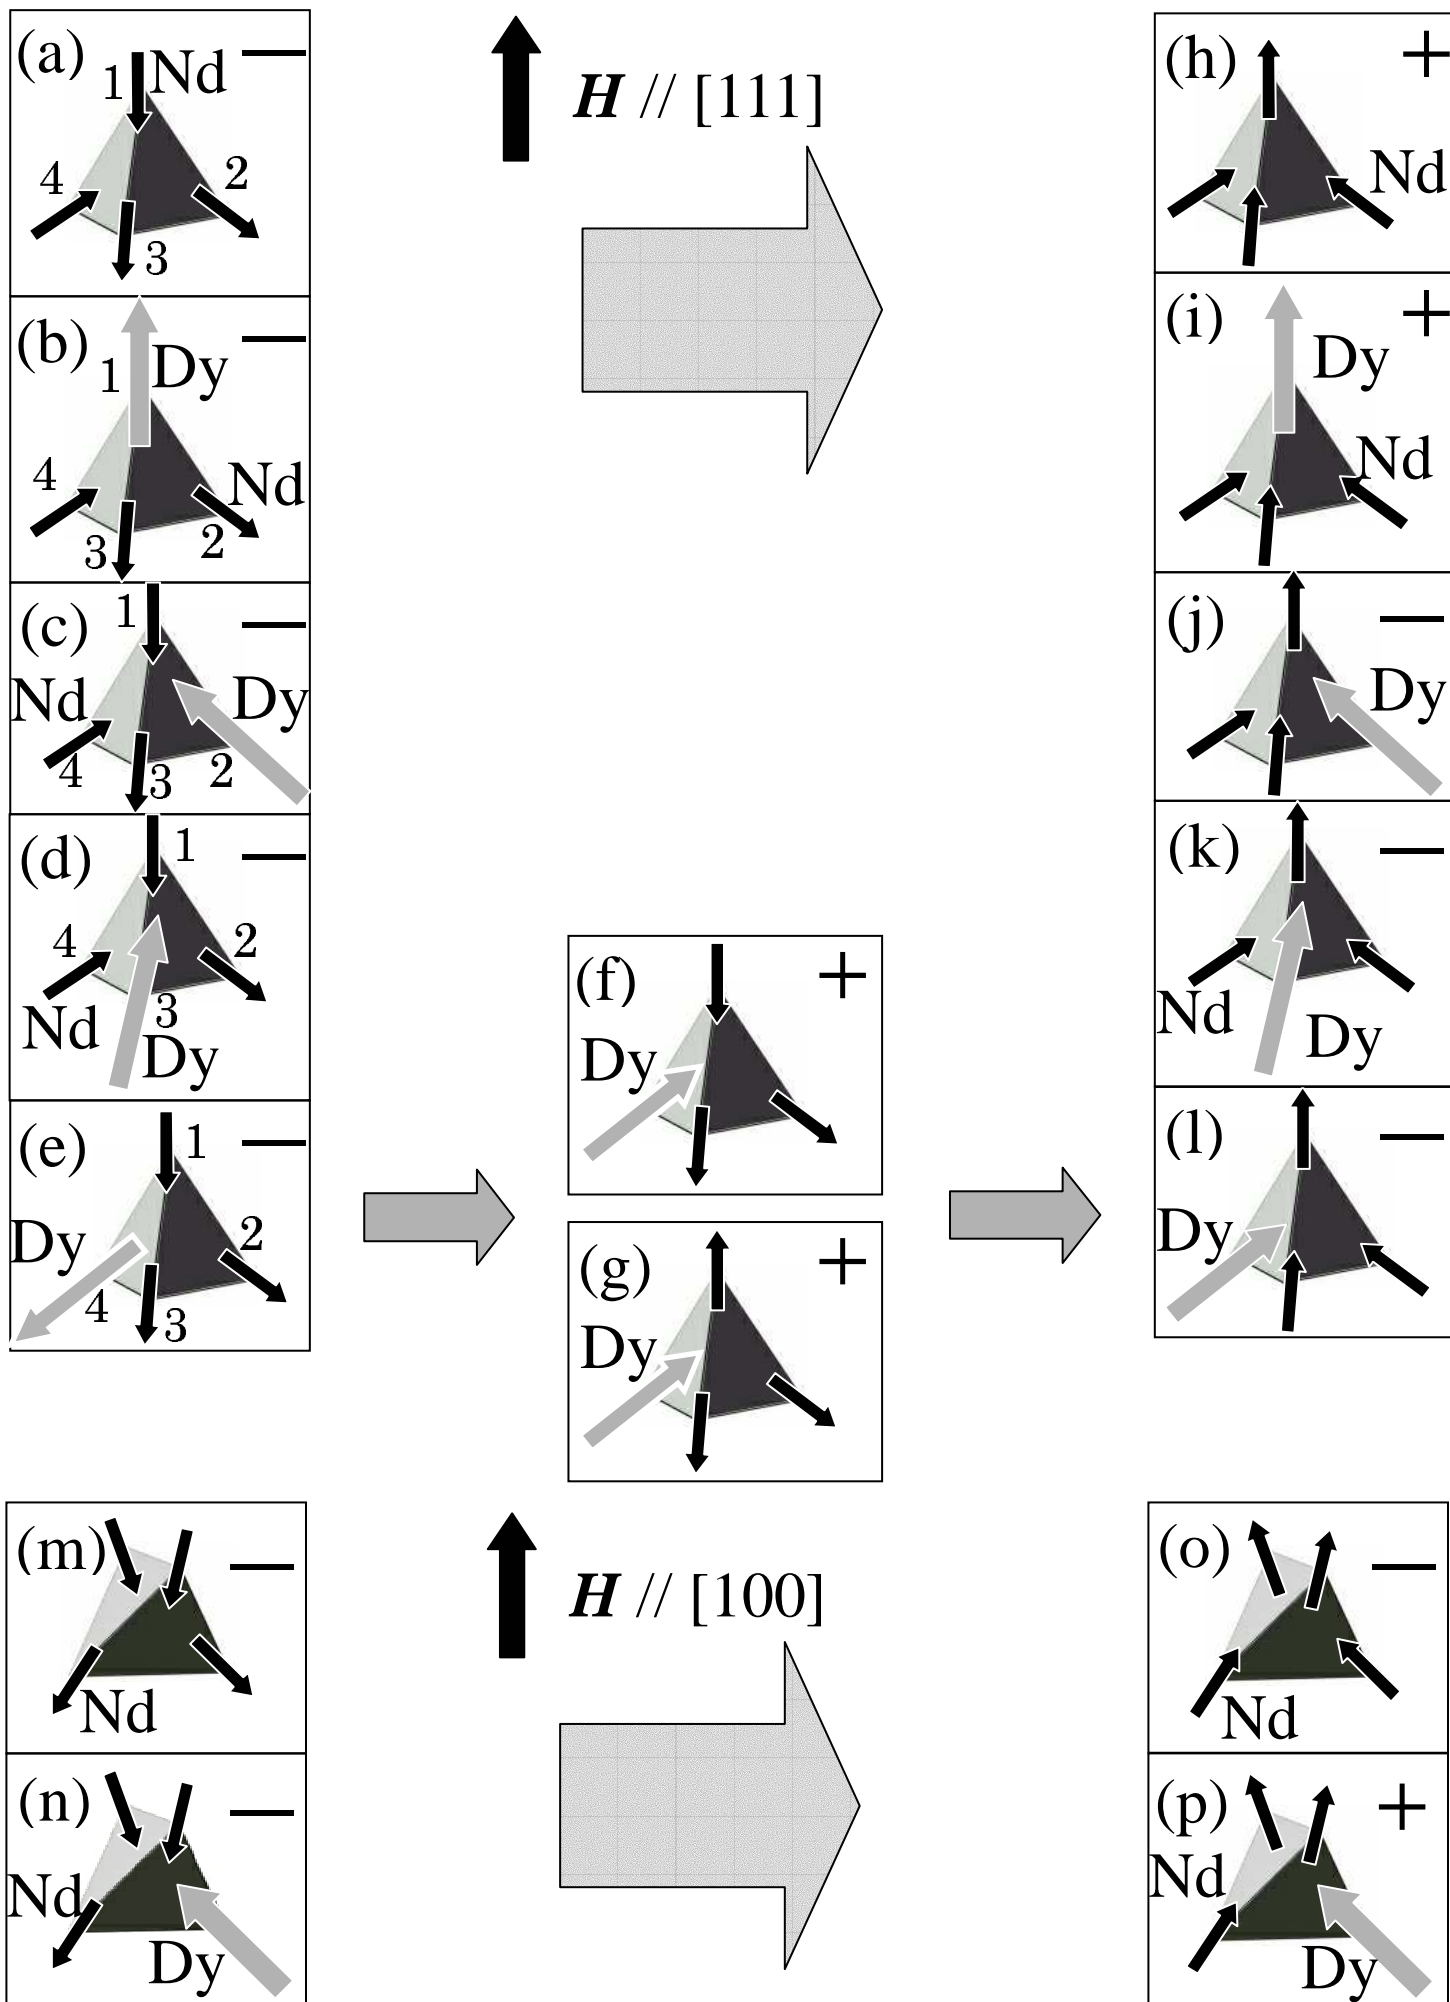 (a)
1
Nd
—
4
2
3
(b)
—
1
Dy
4
Nd
3
2
(c)
1
—
Nd
Dy
4
3
2
(d)
1
—
4
2
3
Nd
Dy
(e)
1
—
Dy
2
4
3
H // [111]
(f)
+
Dy
(g)
+
Dy
(h)
+
Nd
(i)
+
Dy
Nd
(j)
—
Dy
(k)
—
Nd
Dy
(l)
—
Dy
(m)
—
Nd
(n)
—
Nd
Dy
H // [100]
(o)
—
Nd
(p)
+
Nd
Dy